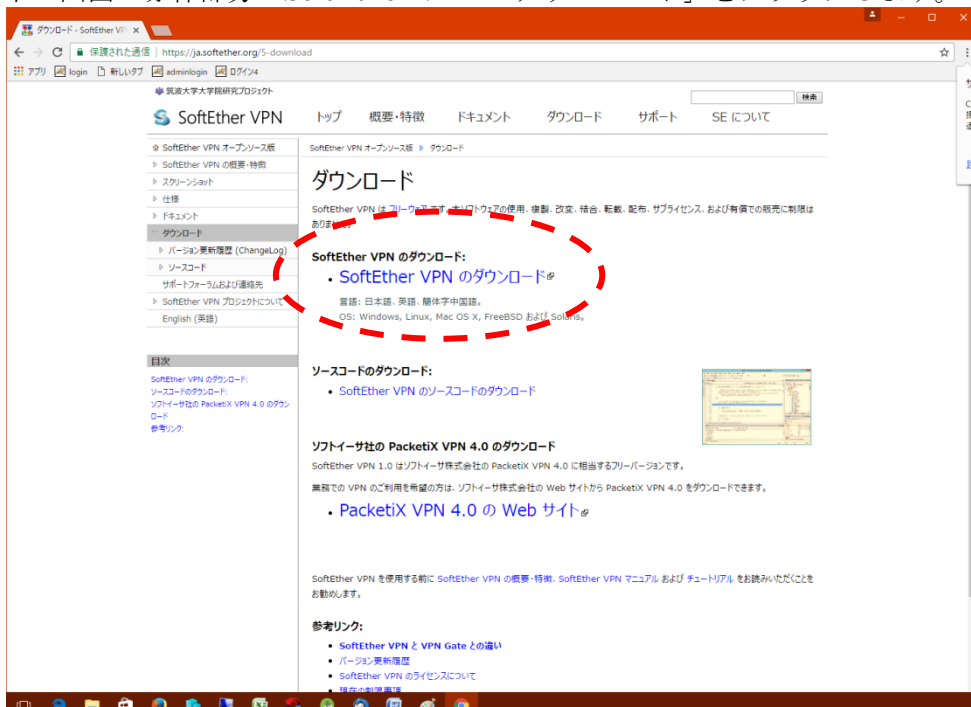 ダウンロード - SoftEther VP
保護された通信 | https://ja.softether.org/5-download
アプリ login 新しいタブ adminlogin ログイン4
筑波大学大学院研究プロジェクト
検索
SoftEther VPN
トップ 概要・特徴 ドキュメント ダウンロード サポート SE について
SoftEther VPN オープンソース版
SoftEther VPN の概要・特徴
スクリーンショット
仕様
ドキュメント
ダウンロード
バージョン更新履歴 (ChangeLog)
ソースコード
サポートフォーラムおよび連絡先
SoftEther VPN プロジェクトについて
English (英語)
目次
SoftEther VPN のダウンロード:
ソースコードのダウンロード:
ソフトイーサ社の PacketiX VPN 4.0 のダウン
ロード
参考リンク:
SoftEther VPN オープンソース版 ダウンロード
ダウンロード
SoftEther VPN は フリーウェア です。本ソフトウェアの使用、複製、改変、結合、転載、配布、サブライセンス、および有償での販売に制限は
ありません。
SoftEther VPN のダウンロード:
• SoftEther VPN のダウンロード
言語: 日本語、英語、簡体字中国語。
OS: Windows, Linux, Mac OS X, FreeBSD および Solaris。
ソースコードのダウンロード:
• SoftEther VPN のソースコードのダウンロード
ソフトイーサ社の PacketiX VPN 4.0 のダウンロード
SoftEther VPN 1.0 はソフトイーサ株式会社の PacketiX VPN 4.0 に相当するフリーバージョンです。
業務での VPN のご利用を希望の方は、ソフトイーサ株式会社の Web サイトから PacketiX VPN 4.0 をダウンロードできます。
• PacketiX VPN 4.0 の Web サイト
SoftEther VPN を使用する前に SoftEther VPN の概要・特徴、SoftEther VPN マニュアル および チュートリアル をお読みいただくことを
お勧めします。
参考リンク:
• SoftEther VPN と VPN Gate との違い
• バージョン更新履歴
• SoftEther VPN のライセンスについて
• 現在の制限事項